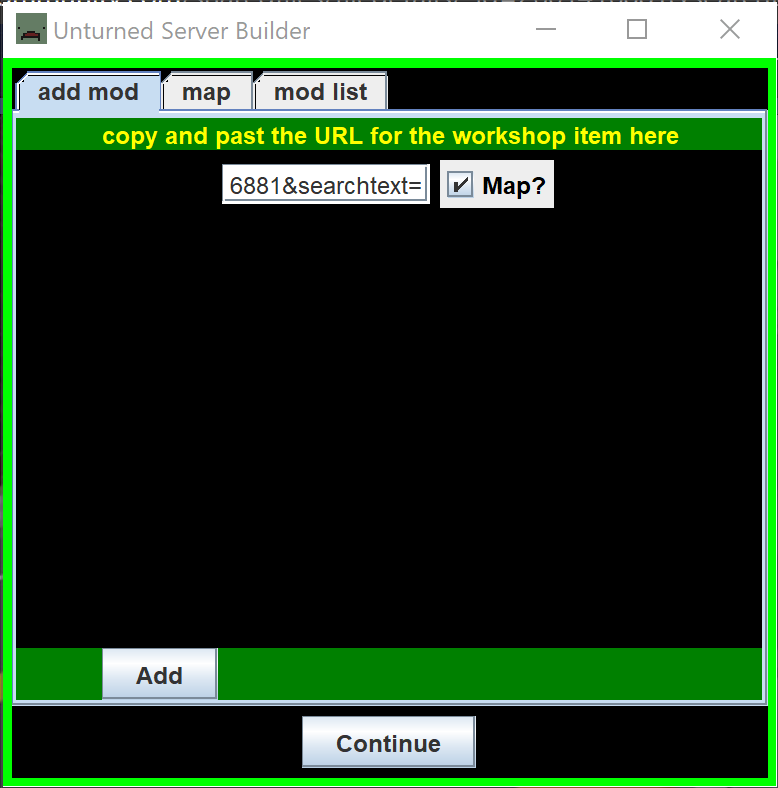 Unturned Server Builder
add mod map mod list
copy and past the URL for the workshop item here
6881&searchtext= Map?
Add
Continue